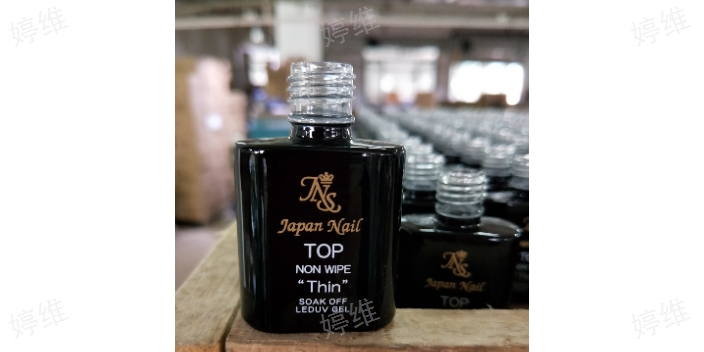 婷维
婷维
婷维
JNS
Japan Nail
TOP
NON WIPE
“Thin”
SOAK OFF
LEDUV GEL
JNS
Japan Nail
TOP
婷维
婷维
婷维